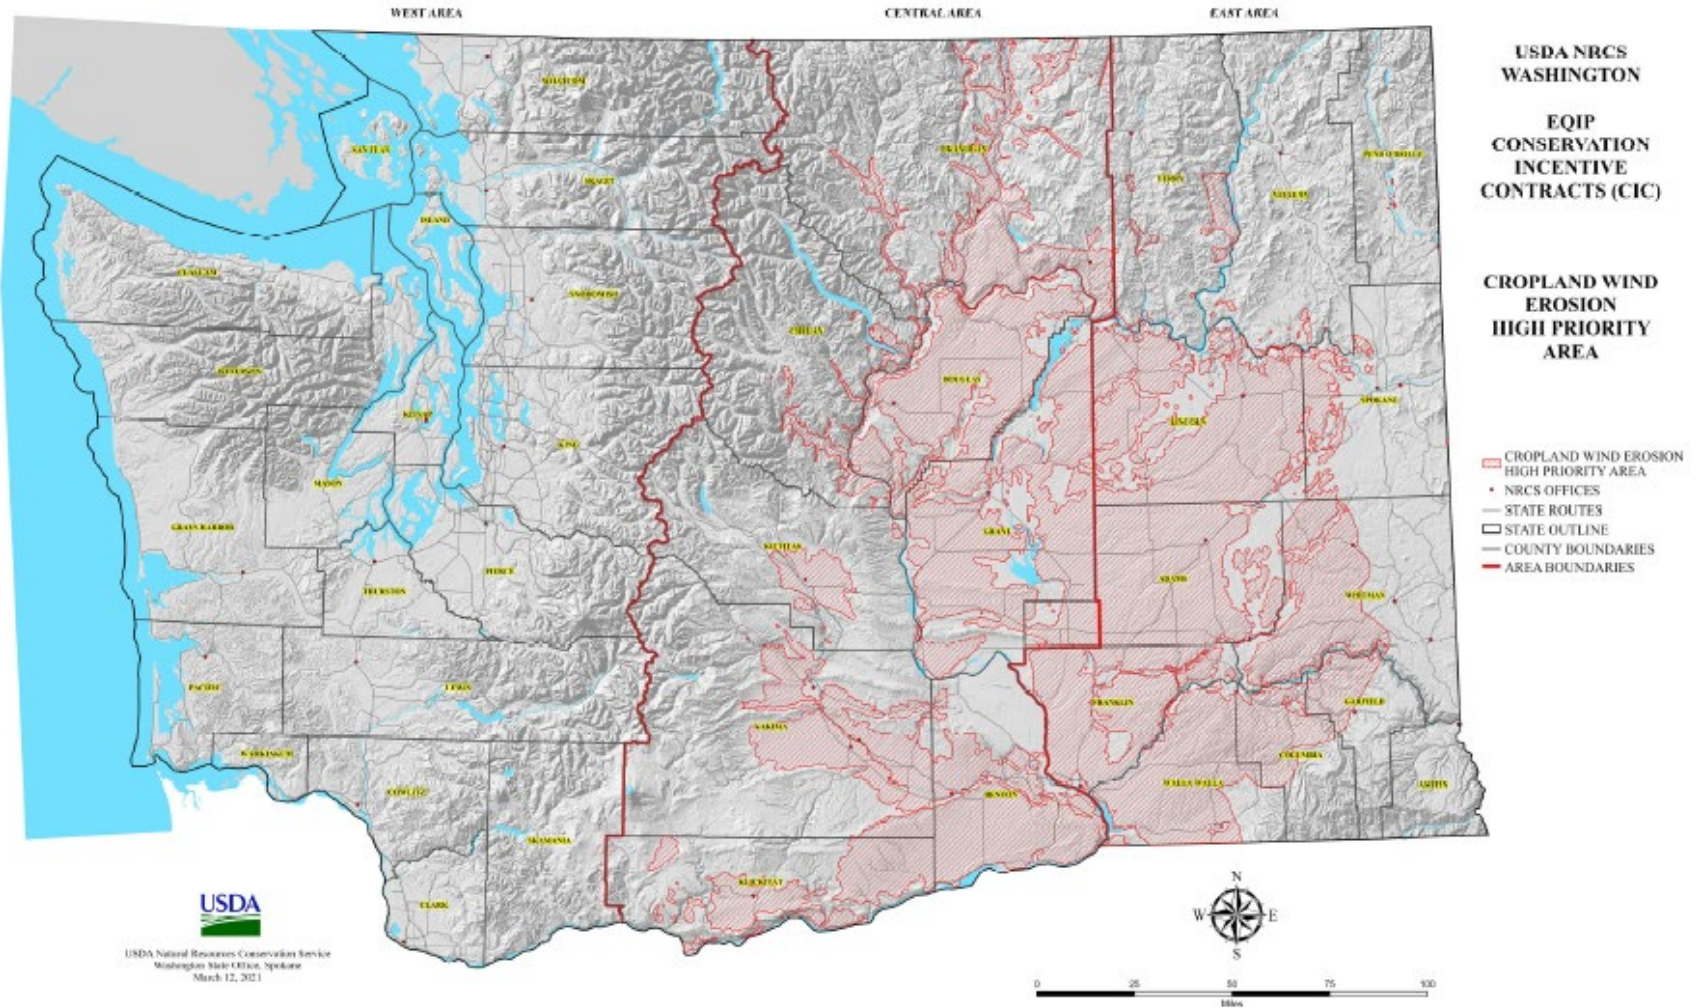 WEST AREA
CENTRAL AREA
EAST AREA
USDA NRCS
WASHINGTON
EQIP
CONSERVATION
INCENTIVE
CONTRACTS (CIC)
CROPLAND WIND
EROSION
HIGH PRIORITY
AREA
WHATCOM
SAN JUAN
SKAGIT
ISLAND
OKANOGAN
FERRY
STEVENS
PEND OREILLE
CLALLAM
SNOHOMISH
CHELAN
JEFFERSON
KITSAP
KING
DOUGLAS
LINCOLN
SPOKANE
MASON
GRAYS HARBOR
KITTITAS
GRANT
ADAMS
WHITMAN
PIERCE
THURSTON
PACIFIC
LEWIS
YAKIMA
FRANKLIN
GARFIELD
WAHKIAKUM
COWLITZ
COLUMBIA
WALLA WALLA
BENTON
ASOTIN
SKAMANIA
KLICKITAT
CLARK
CROPLAND WIND EROSION
HIGH PRIORITY AREA
NRCS OFFICES
STATE ROUTES
STATE OUTLINE
COUNTY BOUNDARIES
AREA BOUNDARIES
USDA
USDA Natural Resources Conservation Service
Washington State Office, Spokane
March 12, 2021
N
W
E
S
0
25
50
75
100
Miles